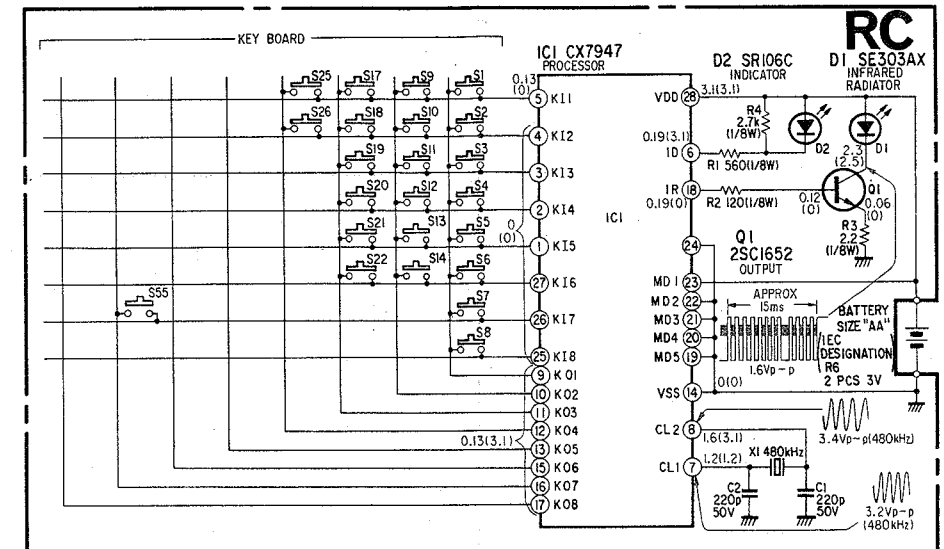 RC
KEY BOARD
IC1 CX7947
PROCESSOR
D2 SR106C
INDICATOR
D1 SE303AX
INFRARED
RADIATOR
S25 S17 S9 S1
0.13
(0)
5 KI1
VDD 28 3.1(3.1)
R4
2.7k
(1/8W)
D2
D1
S26 S18 S10 S2
4 KI2
0.19(3.1)
ID 6
R1 560(1/8W)
2.3
(2.5)
S19 S11 S3
3 KI3
IR 18
0.19(0)
R2 120(1/8W)
0.12
(0)
Q1
0.06
(0)
S20 S12 S4
2 KI4
IC1
R3
2.2
(1/8W)
S21 S13 S5
0
(0)
1 KI5
24
Q1
2SC1652
OUTPUT
S22 S14 S6
27 KI6
MD1 23
S55
S7
26 KI7
MD2 22
MD3 21
MD4 20
MD5 19
APPROX
15ms
1.6Vp-p
BATTERY
SIZE "AA"
IEC
DESIGNATION
R6
2 PCS 3V
S8
25 KI8
9 KO1
10 KO2
11 KO3
12 KO4
0.13(3.1)
13 KO5
15 KO6
16 KO7
17 KO8
VSS 14
0(0)
CL2 8
1.6(3.1)
3.4Vp-p(480kHz)
X1 480kHz
CL1 7
1.2(1.2)
C2
220p
50V
C1
220p
50V
3.2Vp-p
(480kHz)